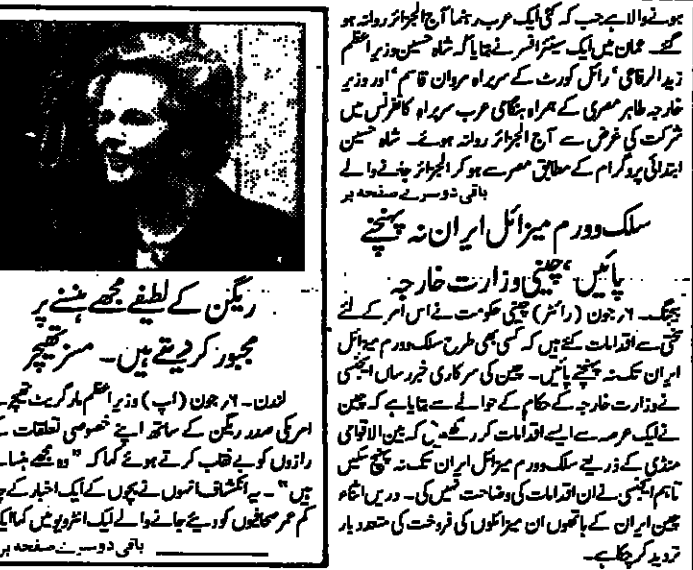 ہونے والا ہے جب کہ کئی ایک عرب رہنما آج الجزائر روانہ ہو
گئے۔ عمان میں ایک سینئر افسر نے بتایا کہ شاہ حسین وزیر اعظم
زید الرفاعی، رائل کورٹ کے سربراہ مروان قاسم، اور وزیر
خارجہ طاہر مصری کے ہمراہ ہنگامی عرب سربراہ کانفرنس میں
شرکت کی غرض سے آج الجزائر روانہ ہوئے۔ شاہ حسین
ابتدائی پروگرام کے مطابق مصر سے ہو کر الجزائر جانے والے
باقی دوسرے صفحہ پر
سلک وورم میزائل ایران نہ پہنچنے
پائیں، چینی وزارت خارجہ
بیجنگ۔ ۶ر جون (رائٹر) چینی حکومت نے اس امر کے لئے
سختی سے اقدامات کئے ہیں کہ کسی بھی طرح سلک وورم میزائل
ایران تک نہ پہنچنے پائیں۔ چین کی سرکاری خبر رساں ایجنسی
نے وزارت خارجہ کے حکام کے حوالے سے بتایا ہے کہ چین
نے ایک عرصہ سے ایسے اقدامات کر رکھے ہیں کہ بین الاقوامی
منڈی کے ذریعے سلک وورم میزائل ایران تک نہ پہنچ سکیں
تاہم ایجنسی نے ان اقدامات کی وضاحت نہیں کی۔ دریں اثناء
چین ایران کے ہاتھوں ان میزائلوں کی فروخت کی متعدد بار
تردید کر چکا ہے۔
ریگن کے لطیفے مجھے ہنسنے پر
مجبور کر دیتے ہیں۔ مسز تھیچر
لندن۔ ۶ر جون (اپ) وزیر اعظم مارگریٹ تھیچر
امریکی صدر ریگن کے ساتھ اپنے خصوصی تعلقات کے
رازوں کو بے نقاب کرتے ہوئے کہا کہ "وہ مجھے ہنساتے
ہیں"۔ یہ انکشاف انہوں نے بچوں کے ایک اخبار کے
کم عمر صحافیوں کو دیئے جانے والے ایک انٹرویو میں کہا
باقی دوسرے صفحہ پر